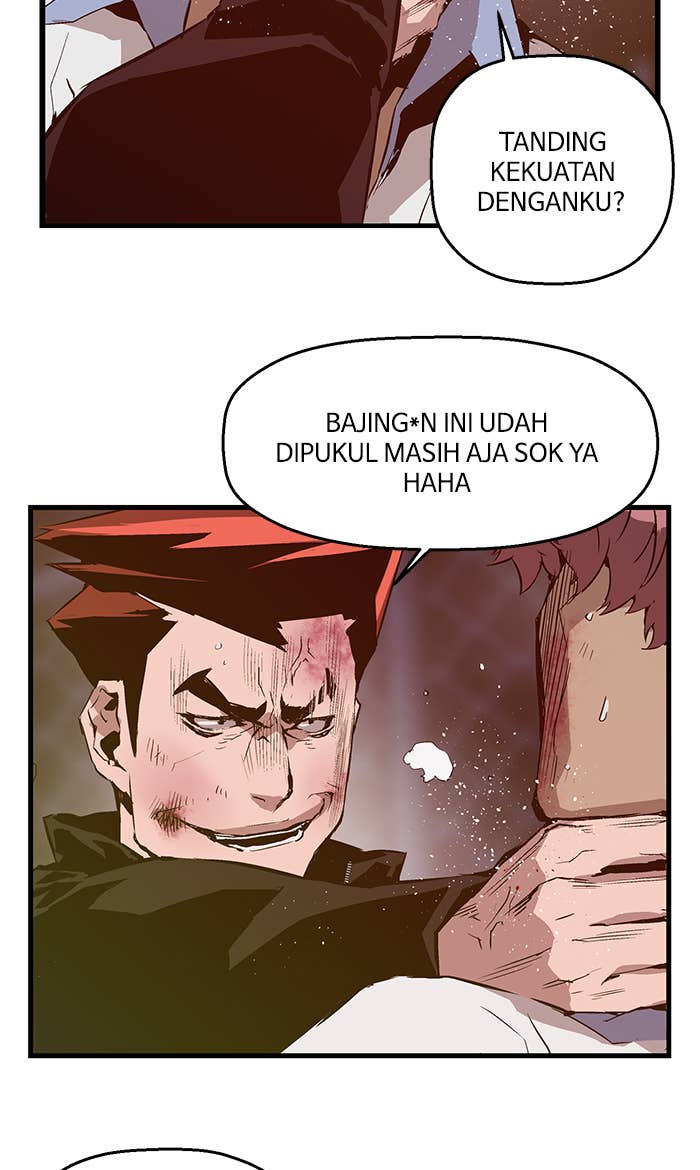 TANDING
KEKUATAN
DENGANKU?
BAJING*N INI UDAH
DIPUKUL MASIH AJA SOK YA
HAHA